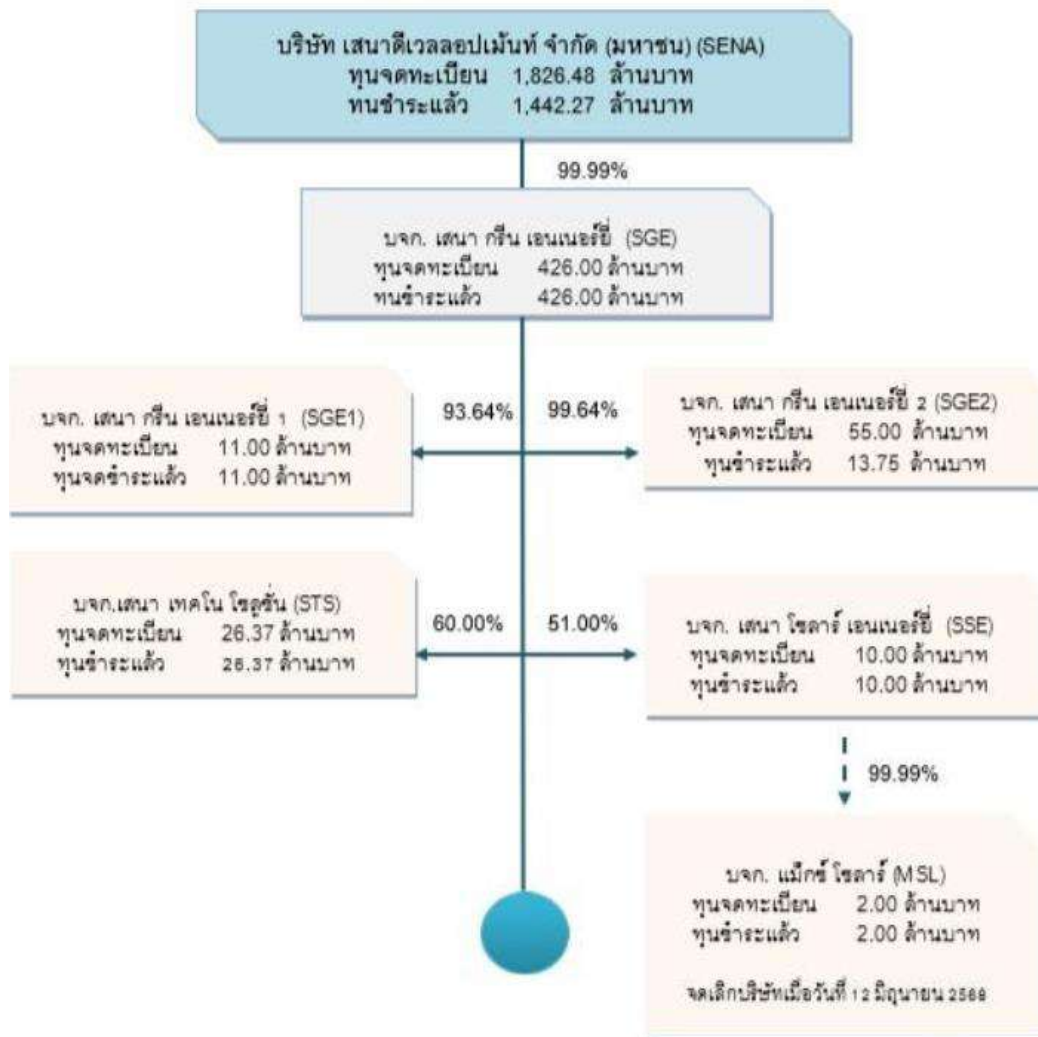 บริษัท เสนาดีเวลลอปเม้นท์ จำกัด (มหาชน) (SENA)
ทุนจดทะเบียน 1,826.48 ล้านบาท
ทุนชำระแล้ว 1,442.27 ล้านบาท
99.99%
บจก. เสนา กรีน เอนเนอร์ยี่ (SGE)
ทุนจดทะเบียน 426.00 ล้านบาท
ทุนชำระแล้ว 426.00 ล้านบาท
บจก. เสนา กรีน เอนเนอร์ยี่ 1 (SGE1)
ทุนจดทะเบียน 11.00 ล้านบาท
ทุนจดชำระแล้ว 11.00 ล้านบาท
93.64%
99.64%
บจก. เสนา กรีน เอนเนอร์ยี่ 2 (SGE2)
ทุนจดทะเบียน 55.00 ล้านบาท
ทุนชำระแล้ว 13.75 ล้านบาท
บจก.เสนา เทคโน โซลูชั่น (STS)
ทุนจดทะเบียน 26.37 ล้านบาท
ทุนชำระแล้ว 26.37 ล้านบาท
60.00%
51.00%
บจก. เสนา โซลาร์ เอนเนอร์ยี่ (SSE)
ทุนจดทะเบียน 10.00 ล้านบาท
ทุนชำระแล้ว 10.00 ล้านบาท
99.99%
บจก. แม็กซ์ โซลาร์ (MSL)
ทุนจดทะเบียน 2.00 ล้านบาท
ทุนชำระแล้ว 2.00 ล้านบาท
จดเลิกบริษัทเมื่อวันที่ 12 มิถุนายน 2568